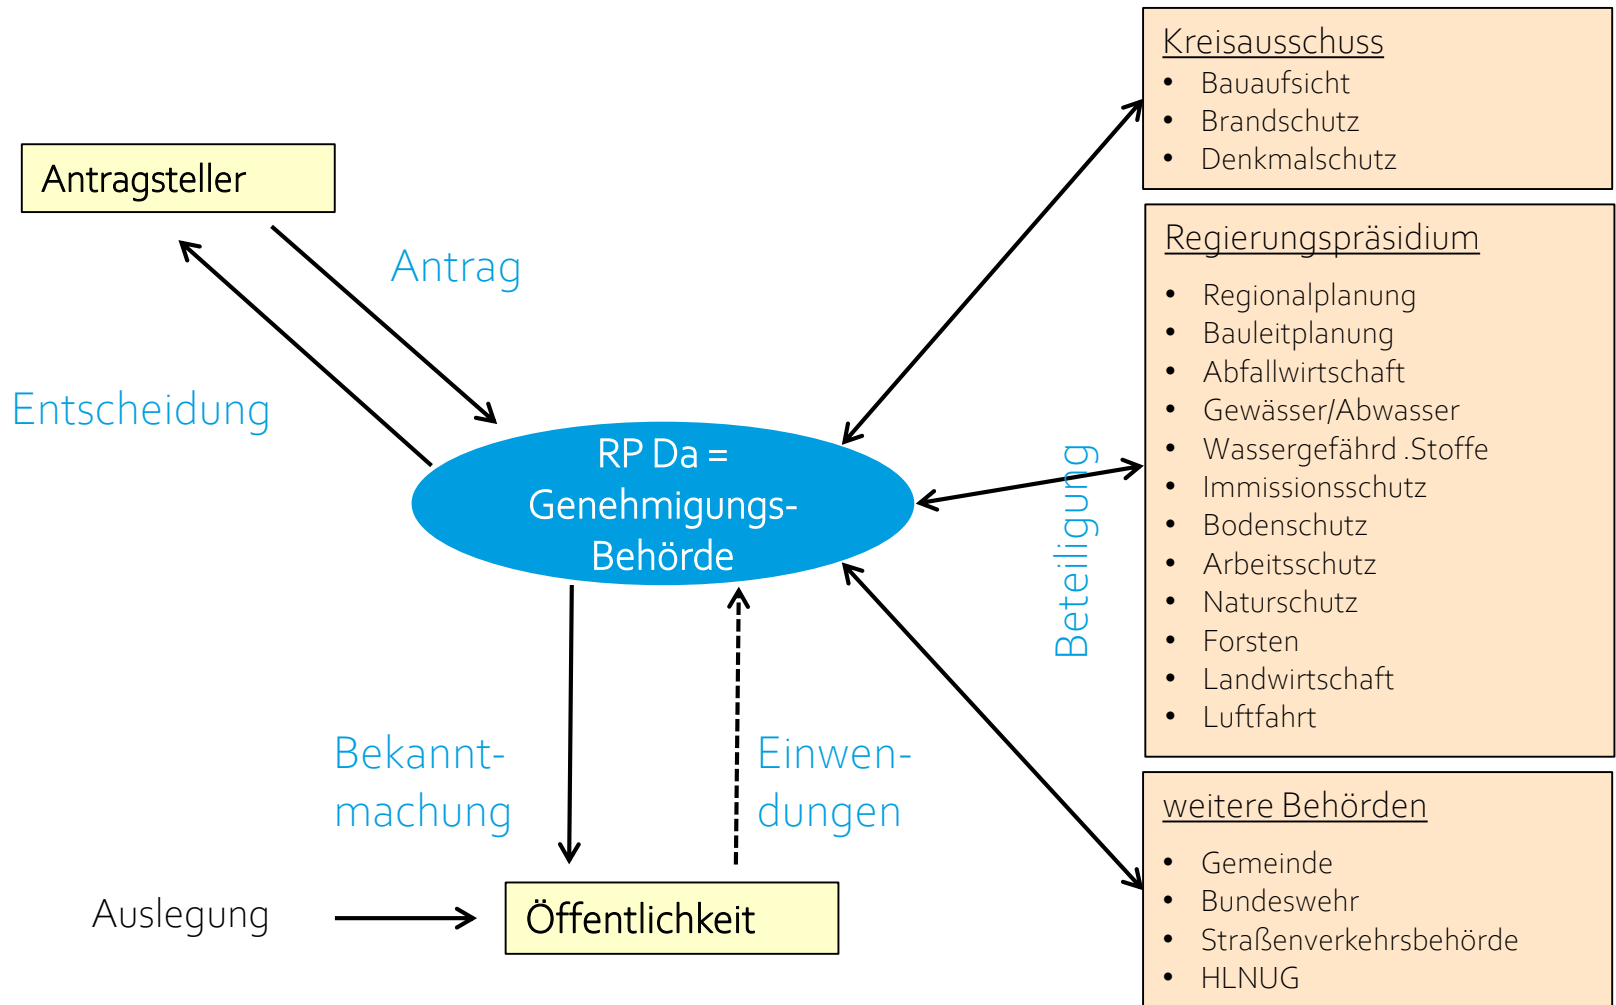 Antragsteller
Antrag
Entscheidung
RP Da =
Genehmigungs-
Behörde
Bekannt-
machung
Einwen-
dungen
Auslegung
Öffentlichkeit
Beteiligung
Kreisausschuss
• Bauaufsicht
• Brandschutz
• Denkmalschutz
Regierungspräsidium
• Regionalplanung
• Bauleitplanung
• Abfallwirtschaft
• Gewässer/Abwasser
• Wassergefährd .Stoffe
• Immissionsschutz
• Bodenschutz
• Arbeitsschutz
• Naturschutz
• Forsten
• Landwirtschaft
• Luftfahrt
weitere Behörden
• Gemeinde
• Bundeswehr
• Straßenverkehrsbehörde
• HLNUG